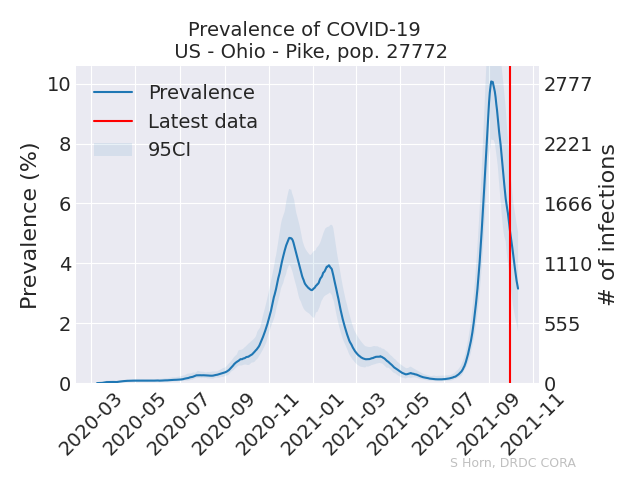 Prevalence of COVID-19
US - Ohio - Pike, pop. 27772
Prevalence
Latest data
95CI
Prevalence (%)
10
8
6
4
2
0
2777
2221
1666
1110
555
0
# of infections
2020-03
2020-05
2020-07
2020-09
2020-11
2021-01
2021-03
2021-05
2021-07
2021-09
2021-11
S Horn, DRDC CORA